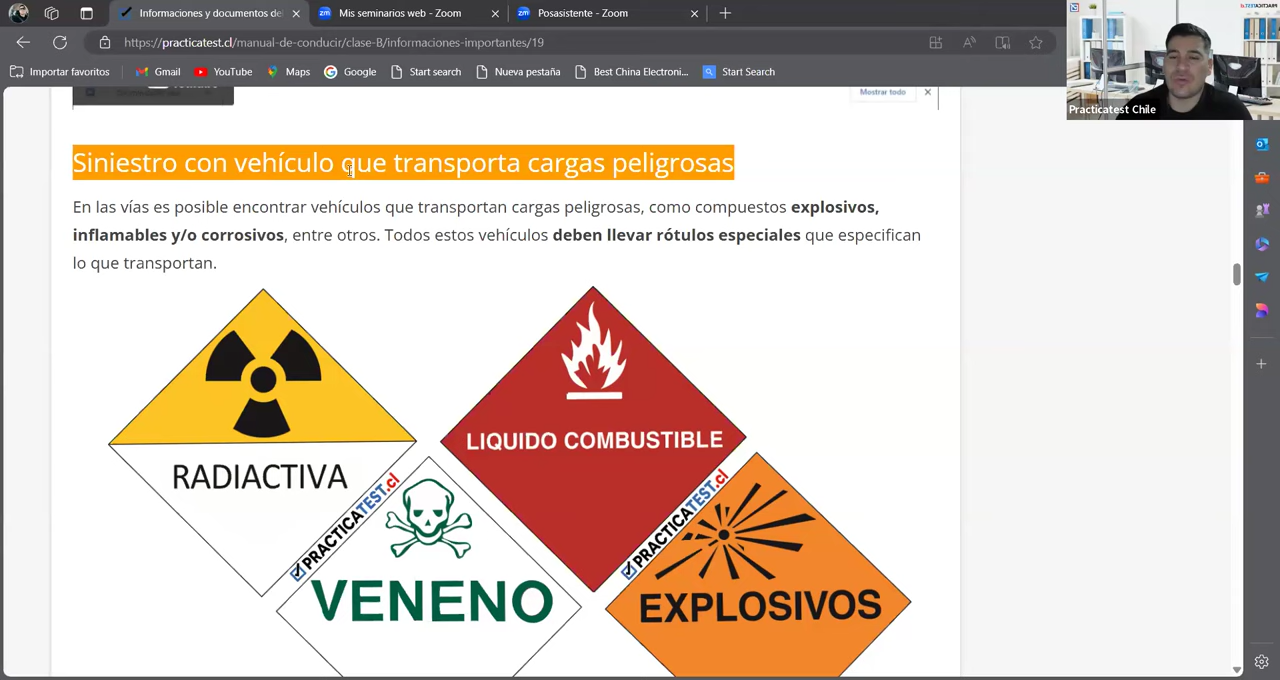 Informaciones y documentos del
Mis seminarios web - Zoom
Posasistente - Zoom
https://practicatest.cl/manual-de-conducir/clase-B/informaciones-importantes/19
Importar favoritos
Gmail
YouTube
Maps
Google
Start search
Nueva pestaña
Best China Electroni...
Start Search
Practicatest Chile
Mostrar todo
Siniestro con vehículo que transporta cargas peligrosas
En las vías es posible encontrar vehículos que transportan cargas peligrosas, como compuestos explosivos,
inflamables y/o corrosivos, entre otros. Todos estos vehículos deben llevar rótulos especiales que especifican
lo que transportan.
RADIACTIVA
LIQUIDO COMBUSTIBLE
PRACTICATEST.cl
VENENO
PRACTICATEST.cl
EXPLOSIVOS